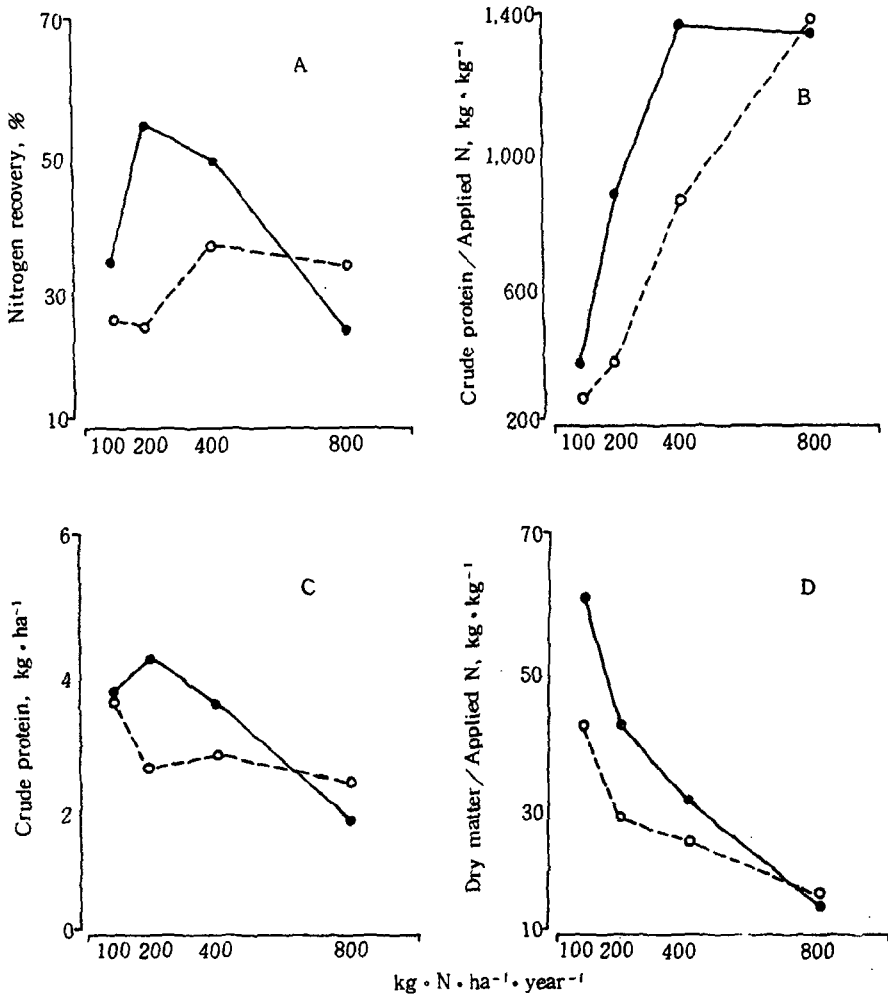 70
50
30
10
Nitrogen recovery, %
A
100 200 400 800
1,400
1,000
600
200
Crude protein / Applied N, kg・kg⁻¹
B
100 200 400 800
6
4
2
0
Crude protein, kg・ha⁻¹
C
100 200 400 800
70
50
30
10
Dry matter / Applied N, kg・kg⁻¹
D
100 200 400 800
kg∘N・ha⁻¹・year⁻¹